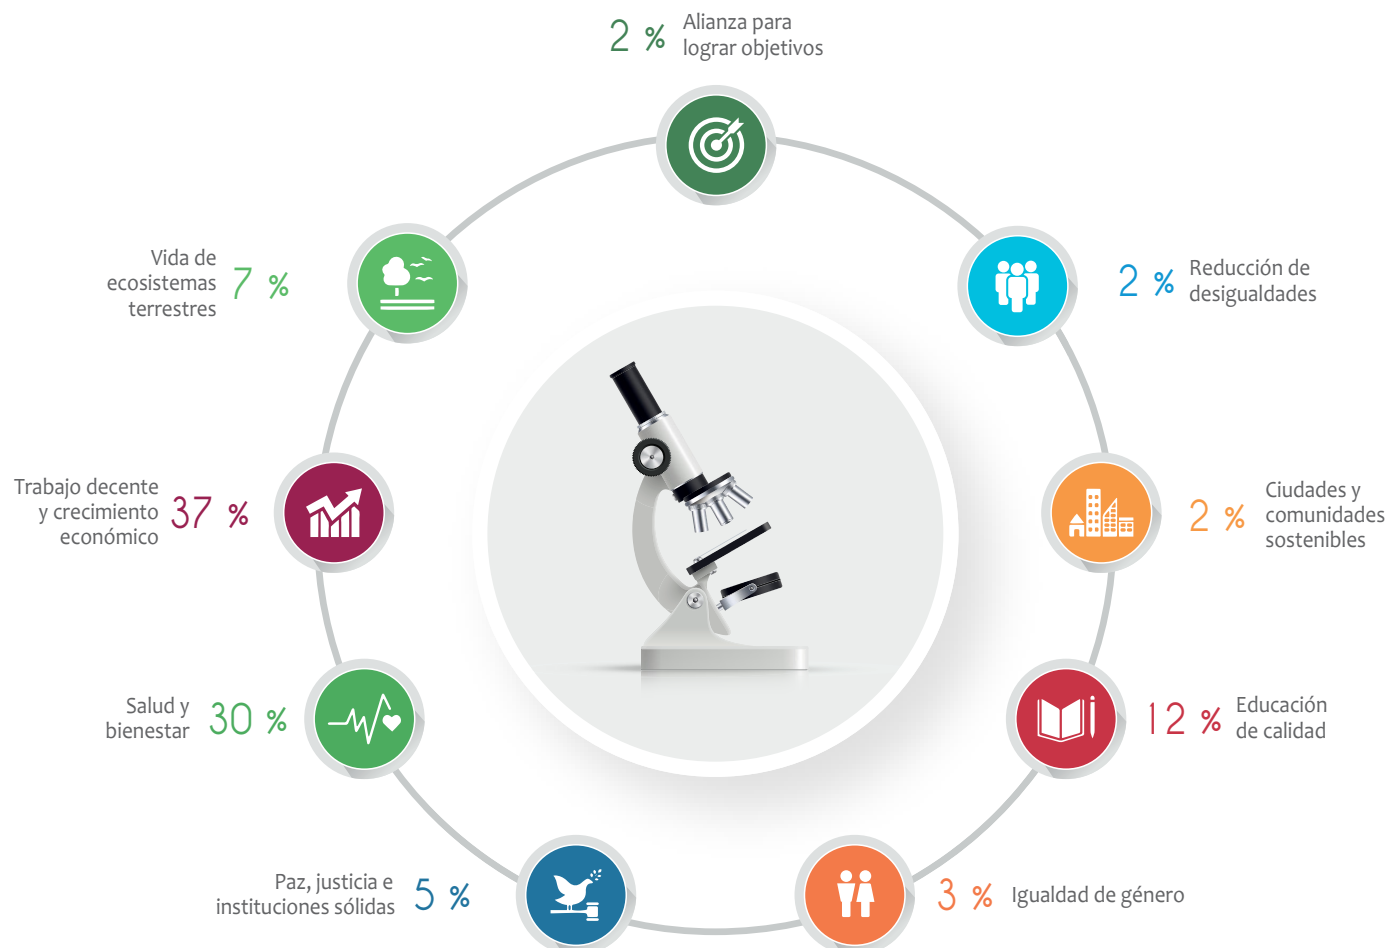 2 %
Alianza para
lograr objetivos
2 %
Reducción de
desigualdades
2 %
Ciudades y
comunidades
sostenibles
12 %
Educación
de calidad
3 %
Igualdad de género
Paz, justicia e
instituciones sólidas
5 %
Salud y
bienestar
30 %
Trabajo decente
y crecimiento
económico
37 %
Vida de
ecosistemas
terrestres
7 %